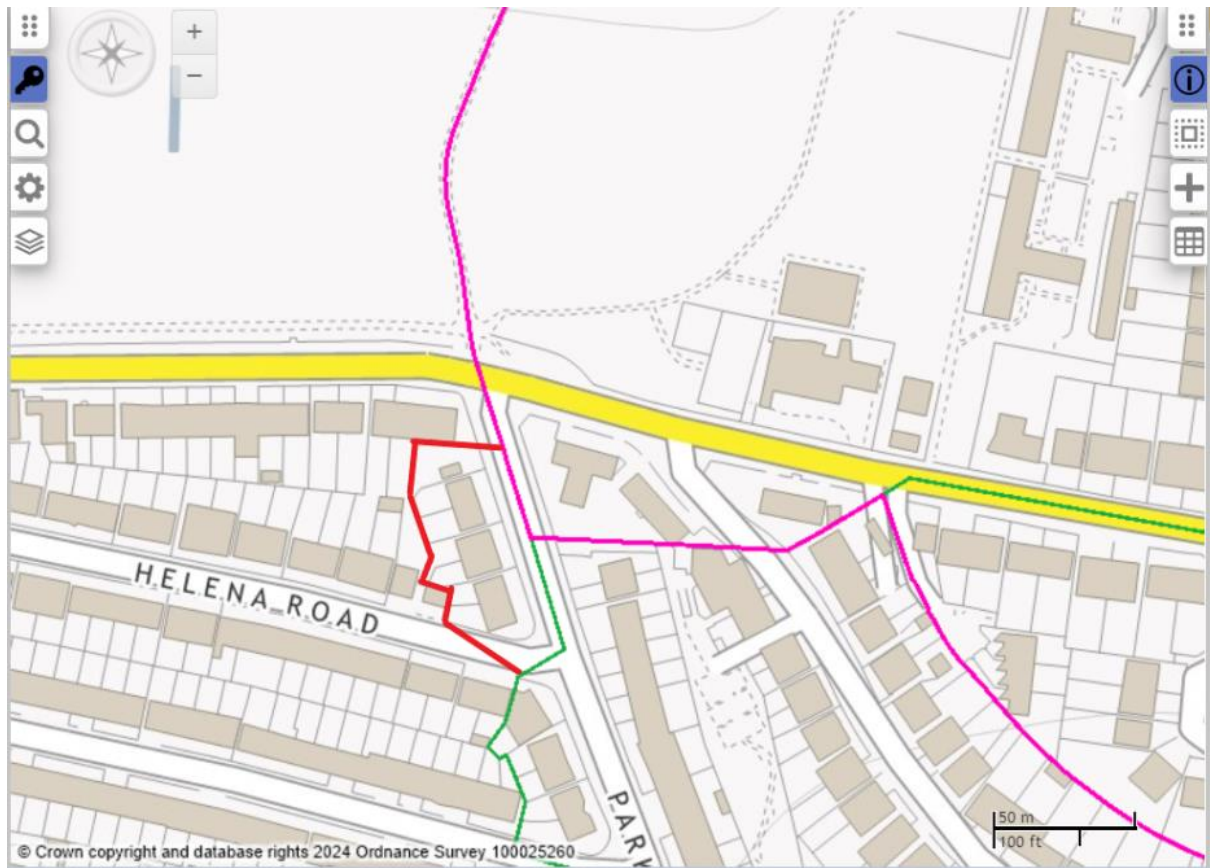 HELENA ROAD
PARK
50 m
100 ft
© Crown copyright and database rights 2024 Ordnance Survey 100025260